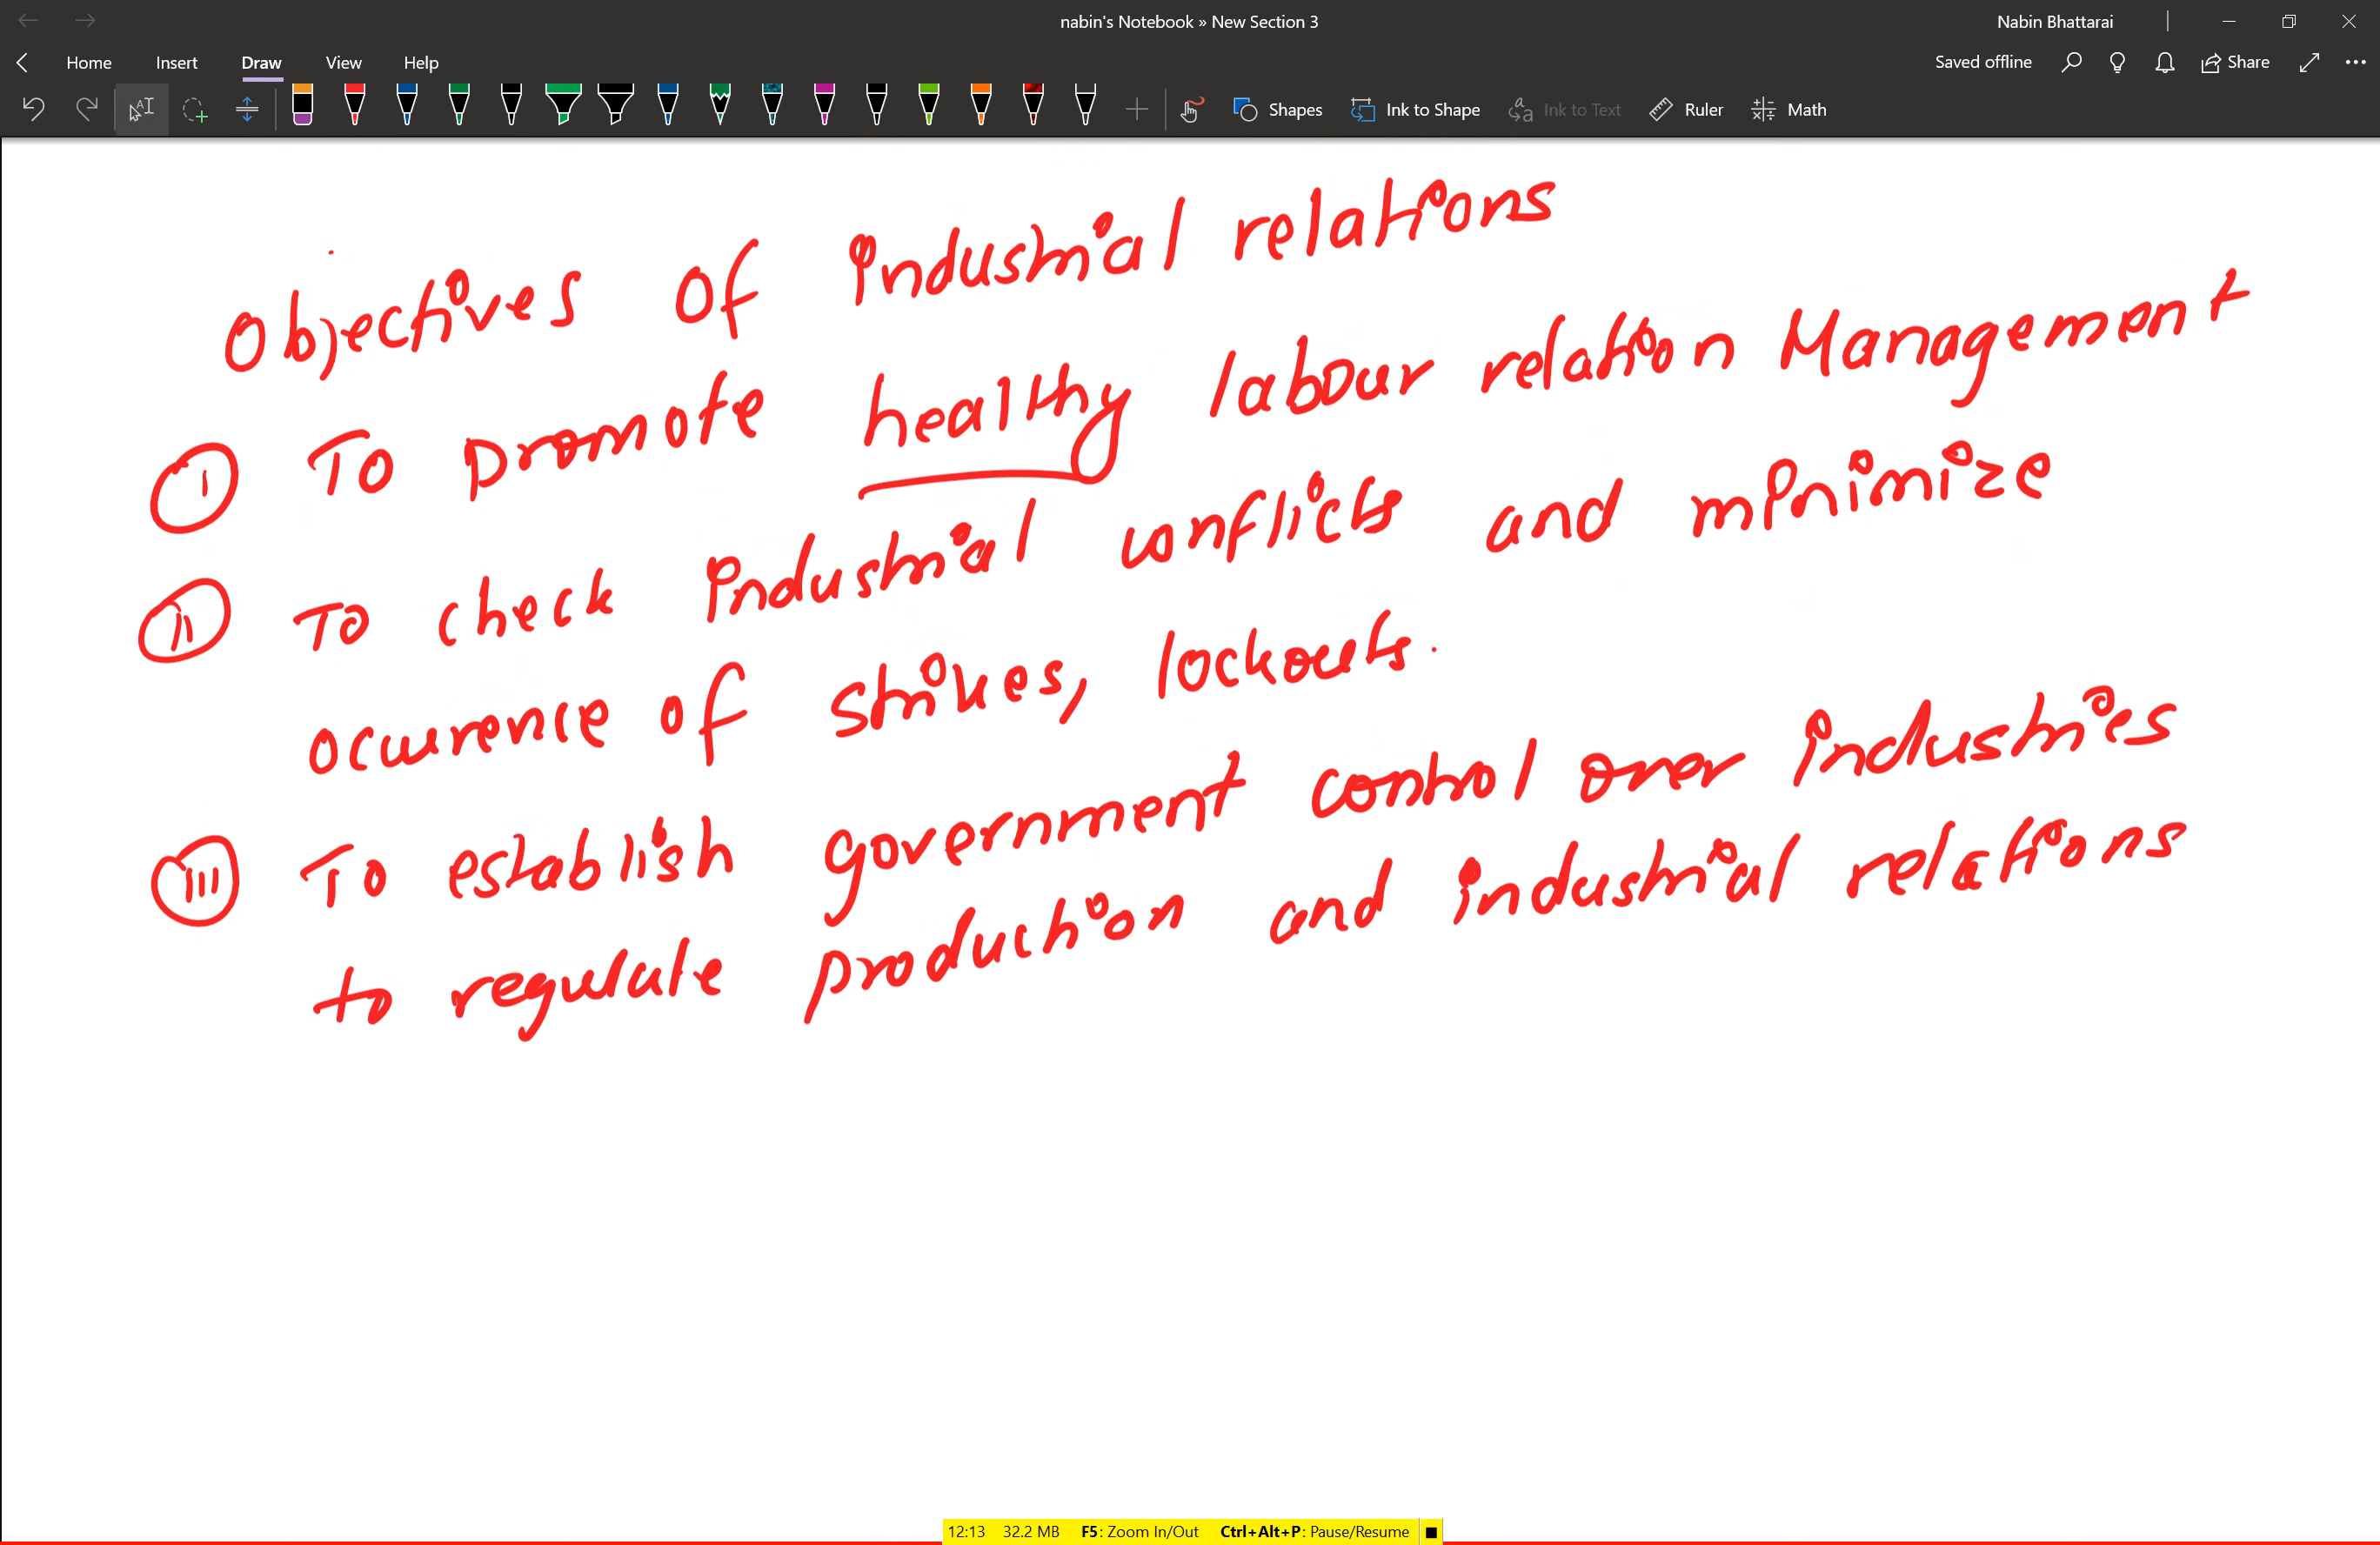 nabin's Notebook » New Section 3
Nabin Bhattarai
Home Insert Draw View Help
Saved offline Share
Shapes Ink to Shape Ink to Text Ruler Math
Objectives of industrial relations
i To promote healthy labour relation Management
ii To check industrial conflicts and minimize
ocurrence of strikes, lockouts.
iii To establish government control over industries
to regulate production and industrial relations
12:13 32.2 MB F5: Zoom In/Out Ctrl+Alt+P: Pause/Resume